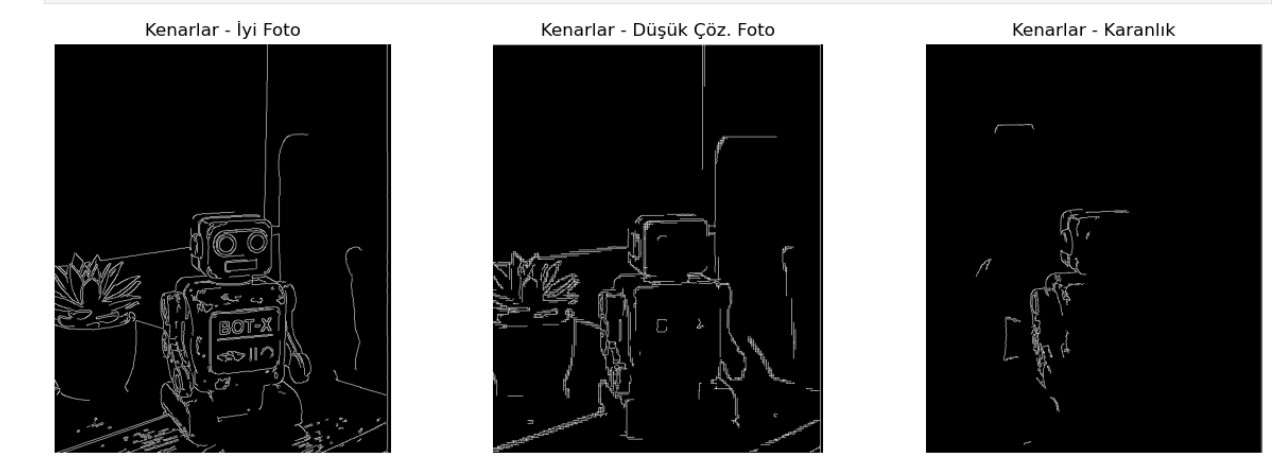 Kenarlar - İyi Foto
Kenarlar - Düşük Çöz. Foto
Kenarlar - Karanlık
BOT-X